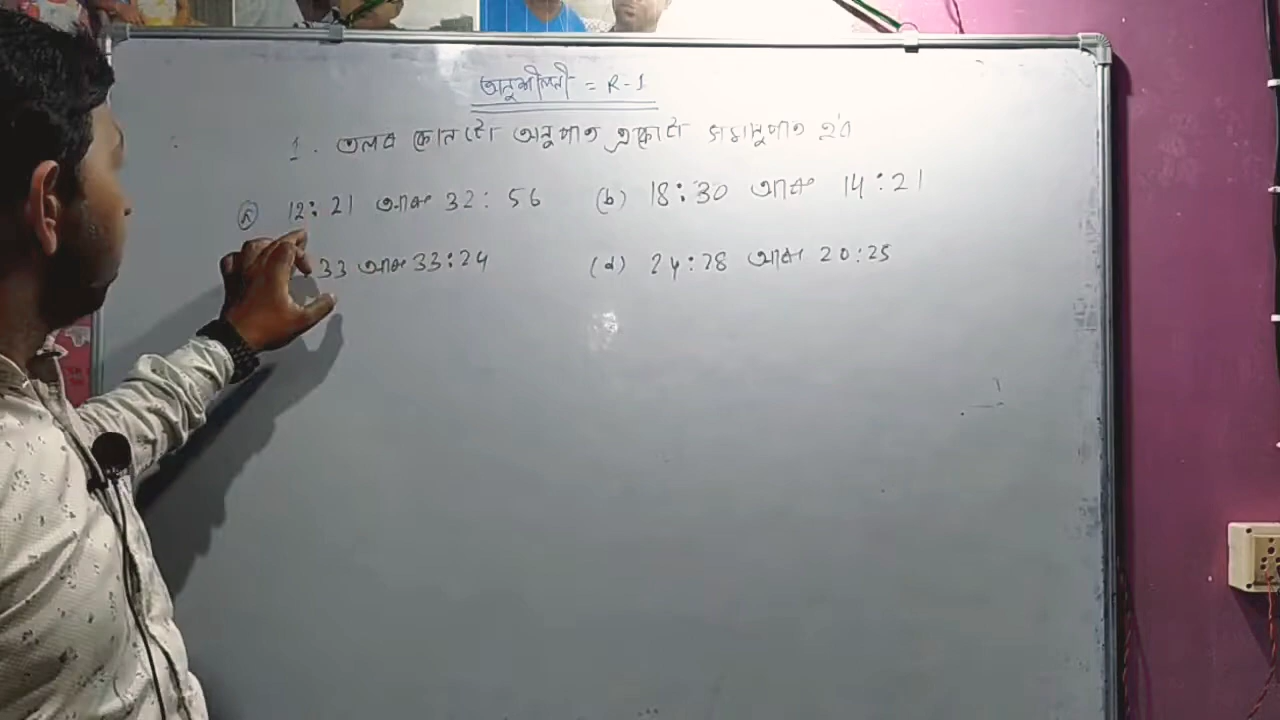 অনুশীলনী = R-1
1. তলৰ কোনটো অনুপাত একোটা সমানুপাত হ'ব
(a) 12:21 আৰু 32:56 (b) 18:30 আৰু 14:21
33 আৰু 33:24 (d) 24:28 আৰু 20:25